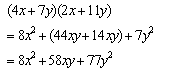 (4x+7y)(2x+11y)
= 8x² + (44xy+14xy) + 7y²
= 8x² + 58xy + 77y²